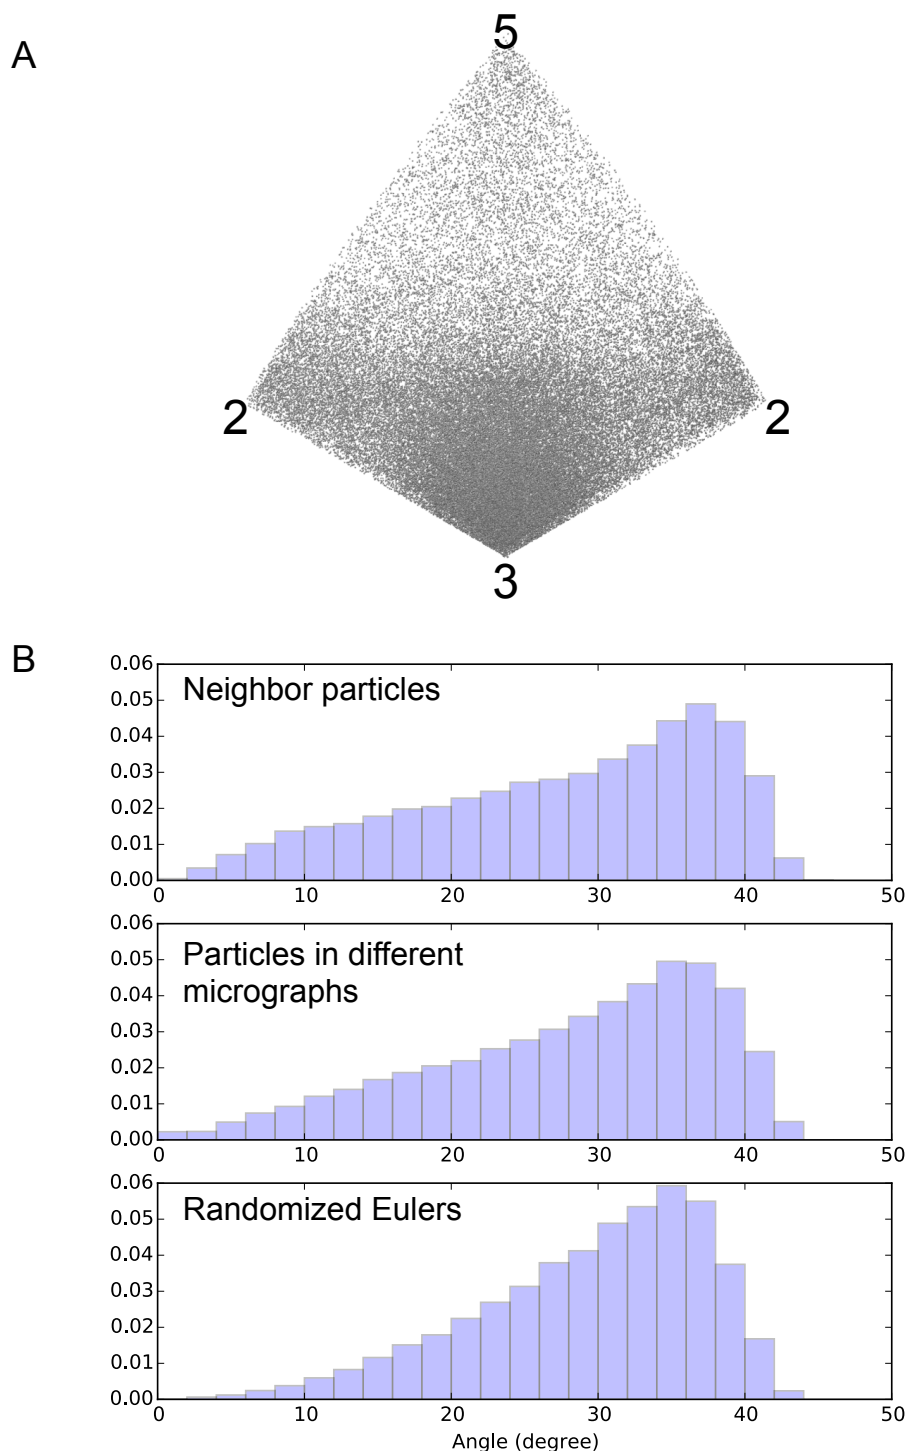 A
5
2
2
3
B
0.06
0.05
0.04
0.03
0.02
0.01
0.00
Neighbor particles
0 10 20 30 40 50
0.06
0.05
0.04
0.03
0.02
0.01
0.00
Particles in different
micrographs
0 10 20 30 40 50
0.06
0.05
0.04
0.03
0.02
0.01
0.00
Randomized Eulers
0 10 20 30 40 50
Angle (degree)